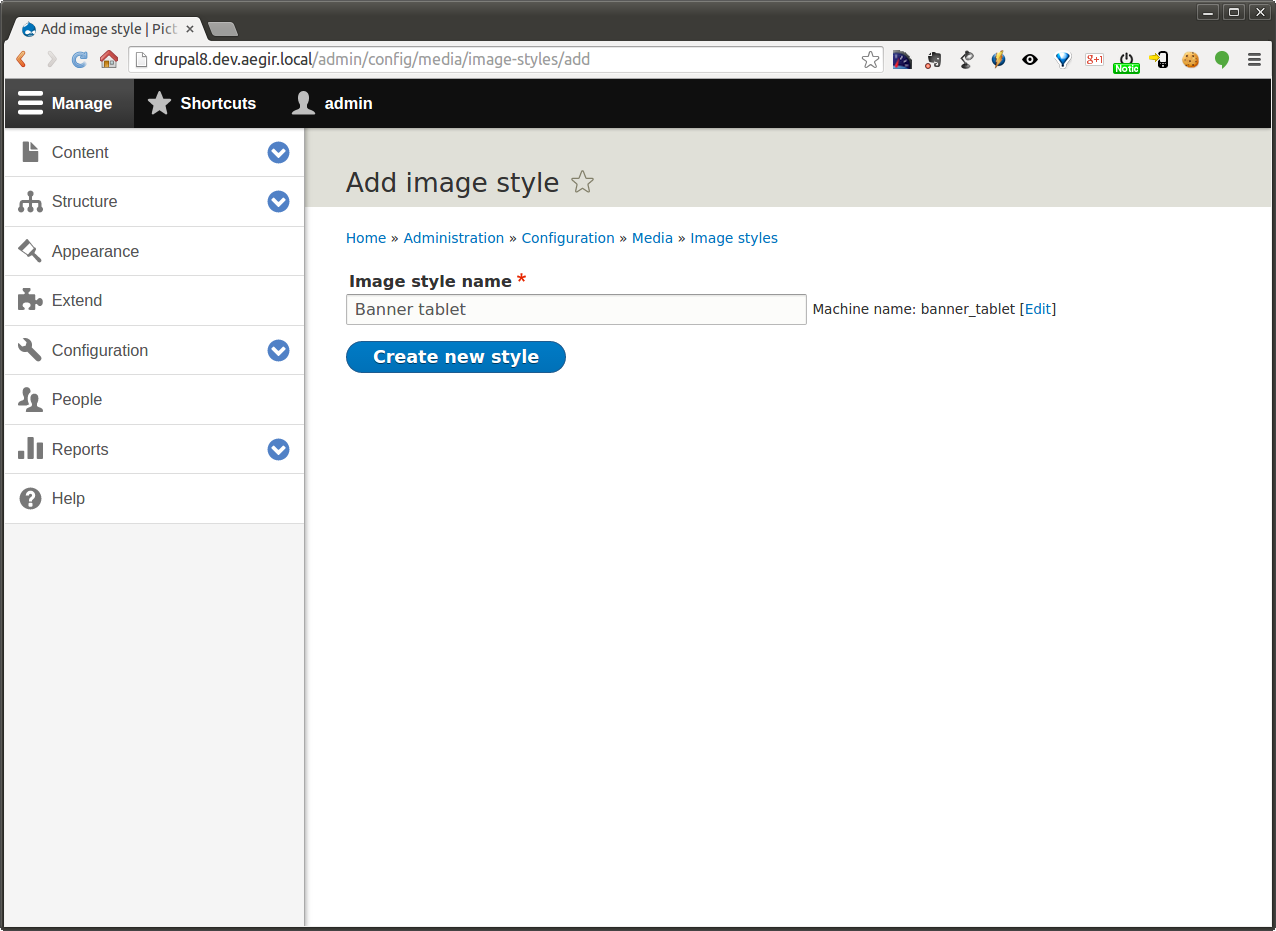 Add image style | Pict
drupal8.dev.aegir.local/admin/config/media/image-styles/add
g+1
Notic
Manage
Shortcuts
admin
Content
Structure
Appearance
Extend
Configuration
People
Reports
Help
Add image style
Home » Administration » Configuration » Media » Image styles
Image style name *
Banner tablet
Machine name: banner_tablet [Edit]
Create new style